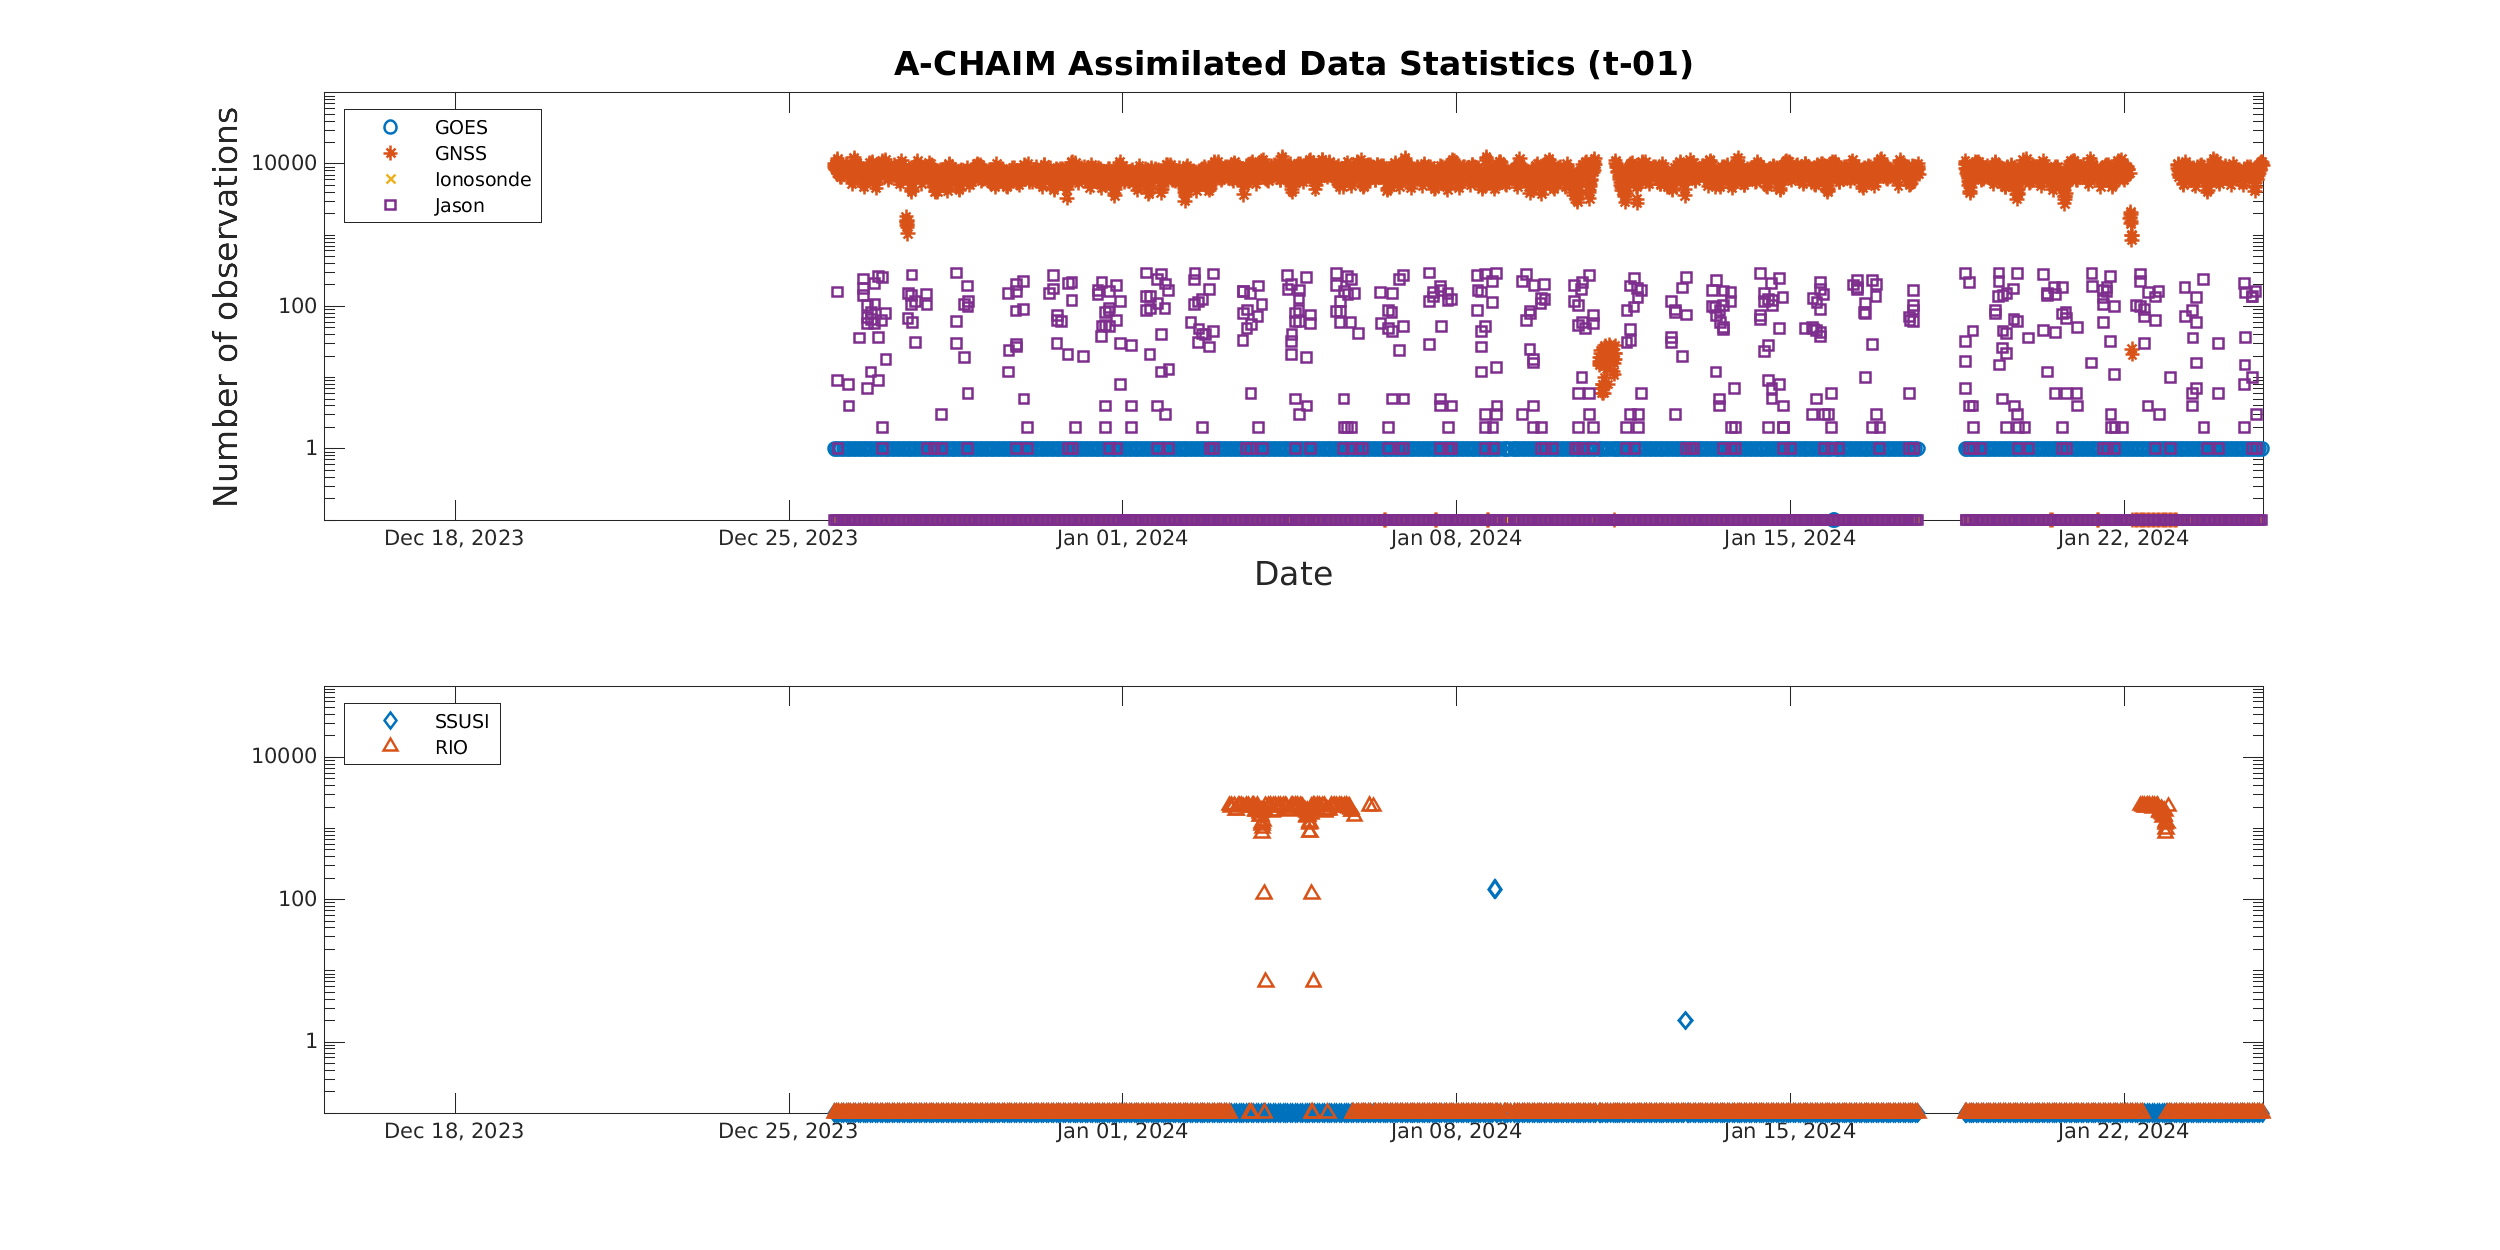 A-CHAIM Assimilated Data Statistics (t-01)
Number of observations
10000
100
1
GOES
GNSS
Ionosonde
Jason
Dec 18, 2023
Dec 25, 2023
Jan 01, 2024
Jan 08, 2024
Jan 15, 2024
Jan 22, 2024
Date
10000
100
1
SSUSI
RIO
Dec 18, 2023
Dec 25, 2023
Jan 01, 2024
Jan 08, 2024
Jan 15, 2024
Jan 22, 2024